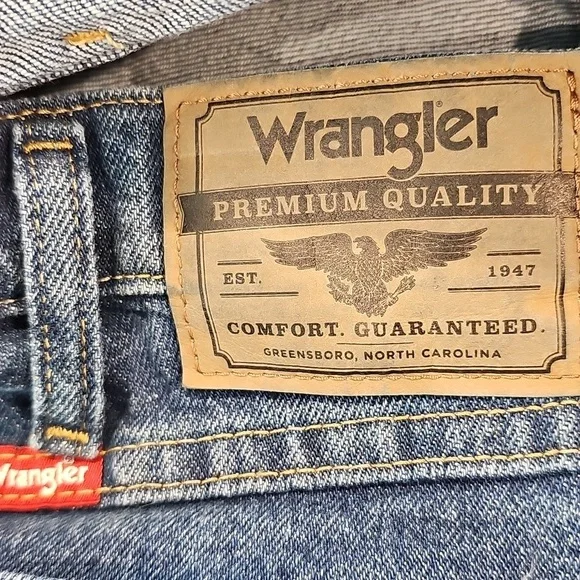 Wrangler
PREMIUM QUALITY
EST. 1947
COMFORT. GUARANTEED.
GREENSBORO, NORTH CAROLINA
Wrangler